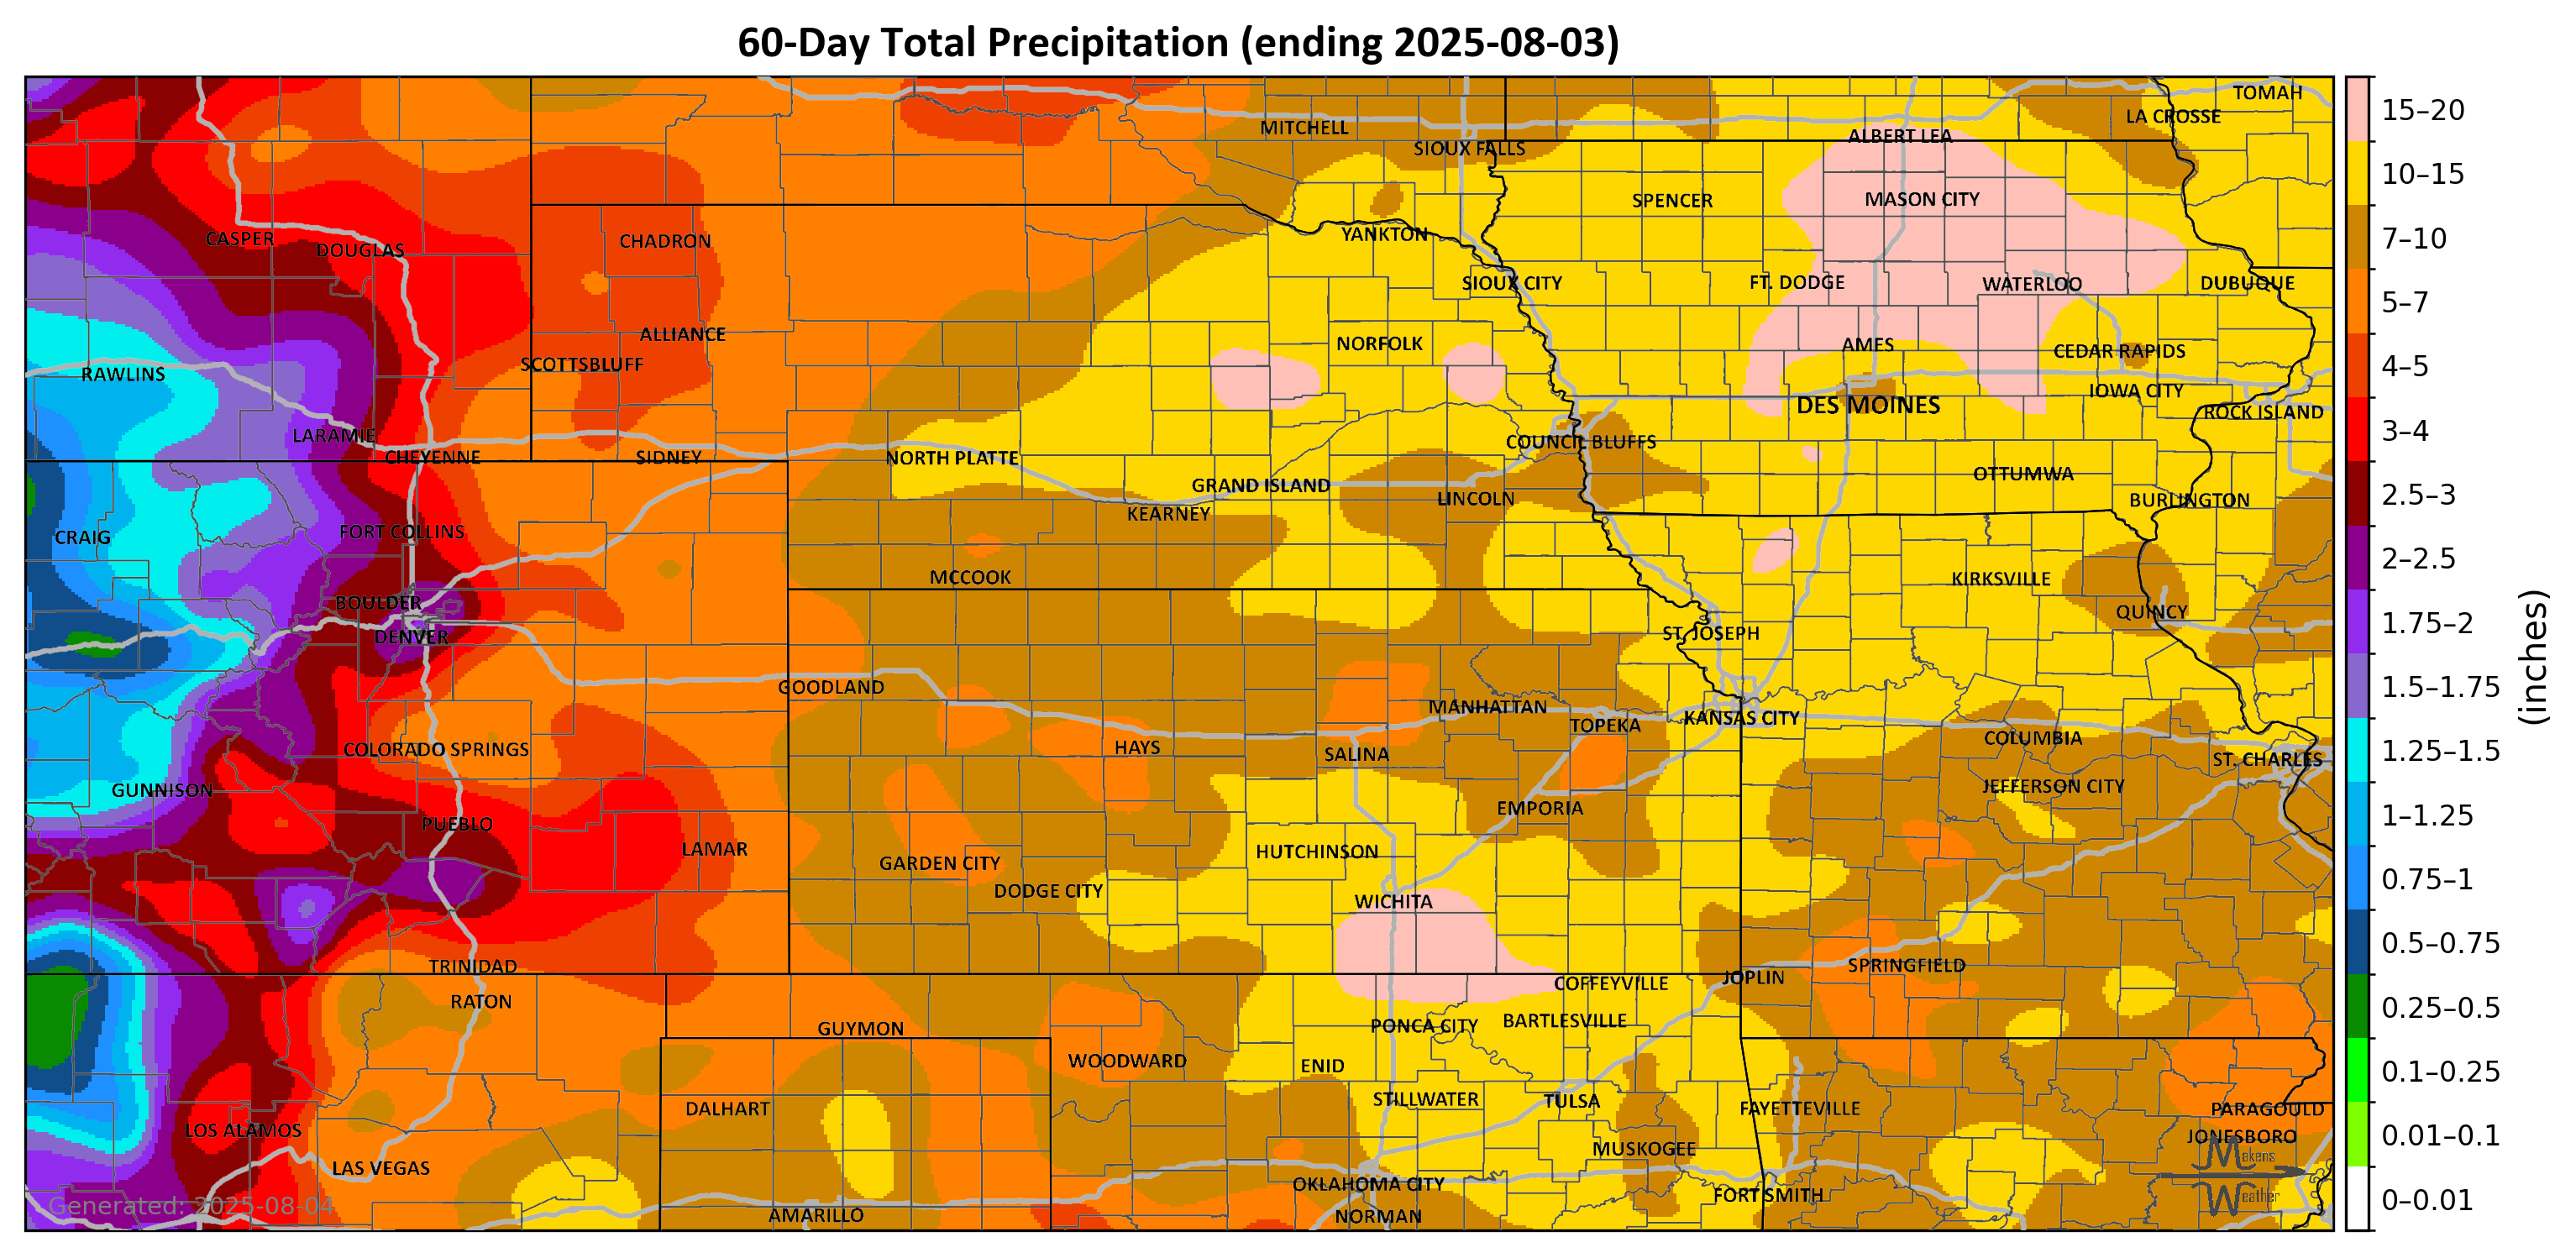 60-Day Total Precipitation (ending 2025-08-03)
TOMAH
LA CROSSE
MITCHELL
ALBERT LEA
SIOUX FALLS
SPENCER
MASON CITY
CASPER
DOUGLAS
CHADRON
YANKTON
SIOUX CITY
FT. DODGE
WATERLOO
DUBUQUE
ALLIANCE
NORFOLK
AMES
CEDAR RAPIDS
SCOTTSBLUFF
RAWLINS
IOWA CITY
DES MOINES
ROCK ISLAND
LARAMIE
COUNCIL BLUFFS
CHEYENNE
SIDNEY
NORTH PLATTE
OTTUMWA
GRAND ISLAND
LINCOLN
BURLINGTON
KEARNEY
FORT COLLINS
CRAIG
MCCOOK
KIRKSVILLE
BOULDER
QUINCY
DENVER
ST. JOSEPH
GOODLAND
MANHATTAN
TOPEKA
KANSAS CITY
COLUMBIA
COLORADO SPRINGS
HAYS
SALINA
ST. CHARLES
GUNNISON
JEFFERSON CITY
EMPORIA
PUEBLO
LAMAR
HUTCHINSON
GARDEN CITY
DODGE CITY
WICHITA
TRINIDAD
SPRINGFIELD
JOPLIN
COFFEYVILLE
RATON
GUYMON
PONCA CITY
BARTLESVILLE
WOODWARD
ENID
STILLWATER
TULSA
DALHART
FAYETTEVILLE
PARAGOULD
LOS ALAMOS
JONESBORO
MUSKOGEE
LAS VEGAS
OKLAHOMA CITY
FORT SMITH
AMARILLO
NORMAN
Generated: 2025-08-04
Makens
Weather
15–20
10–15
7–10
5–7
4–5
3–4
2.5–3
2–2.5
1.75–2
1.5–1.75
1.25–1.5
1–1.25
0.75–1
0.5–0.75
0.25–0.5
0.1–0.25
0.01–0.1
0–0.01
(inches)